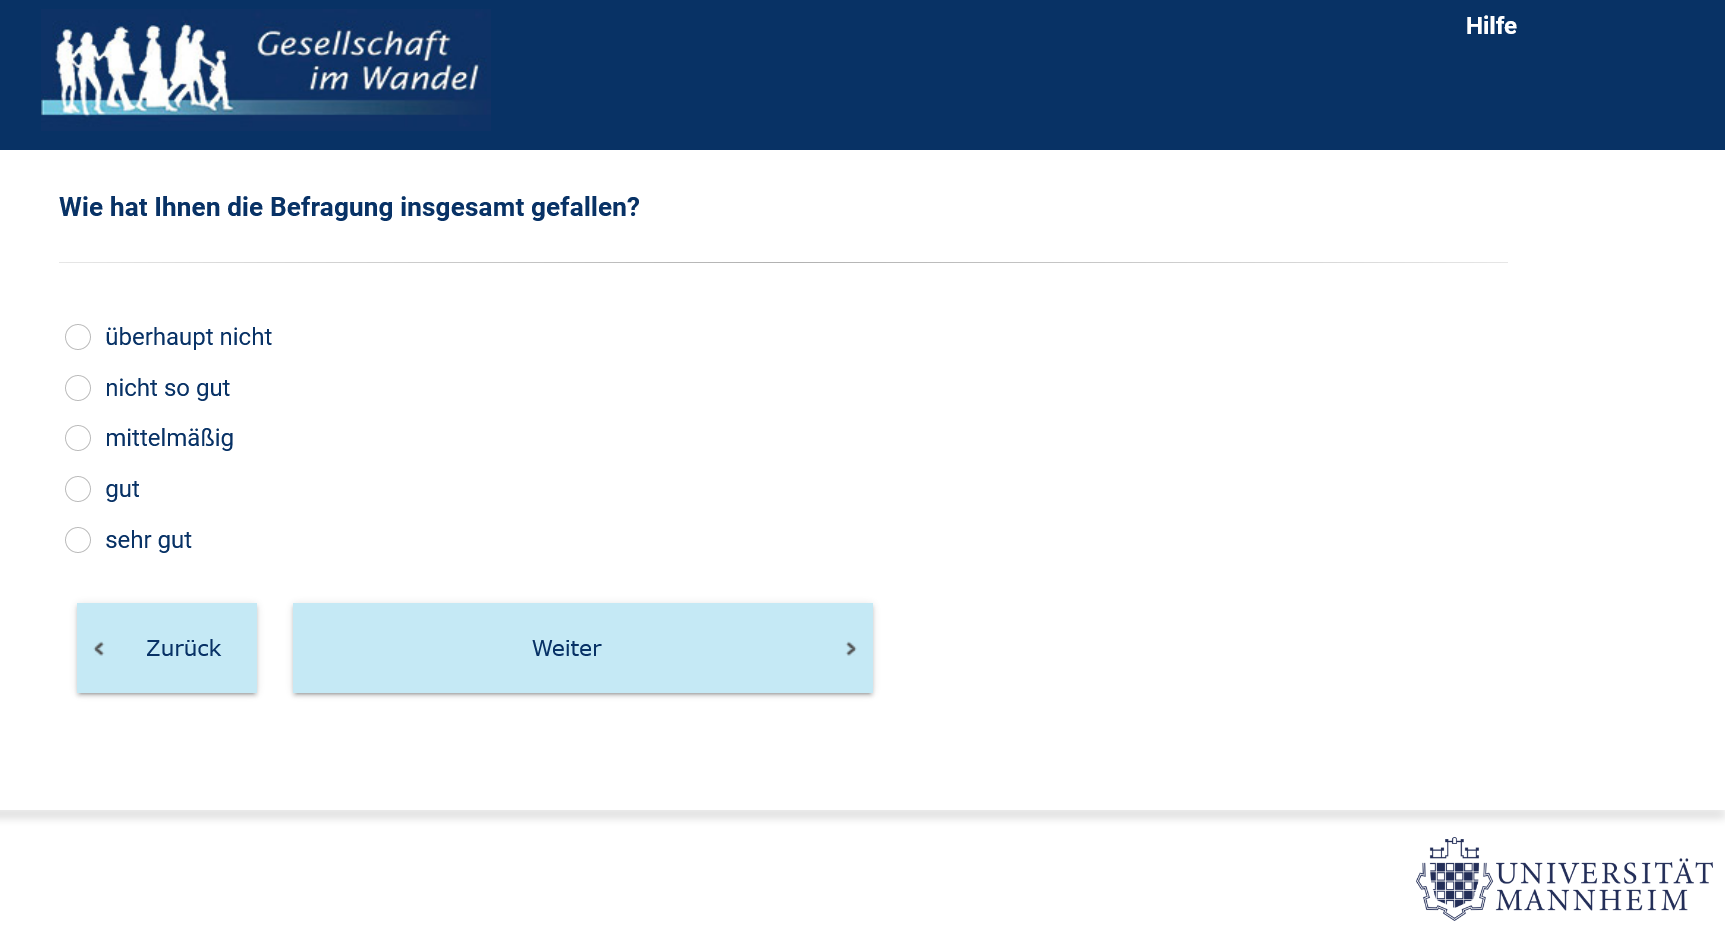 Gesellschaft
im Wandel
Hilfe
Wie hat Ihnen die Befragung insgesamt gefallen?
überhaupt nicht
nicht so gut
mittelmäßig
gut
sehr gut
Zurück
Weiter
UNIVERSITÄT
MANNHEIM